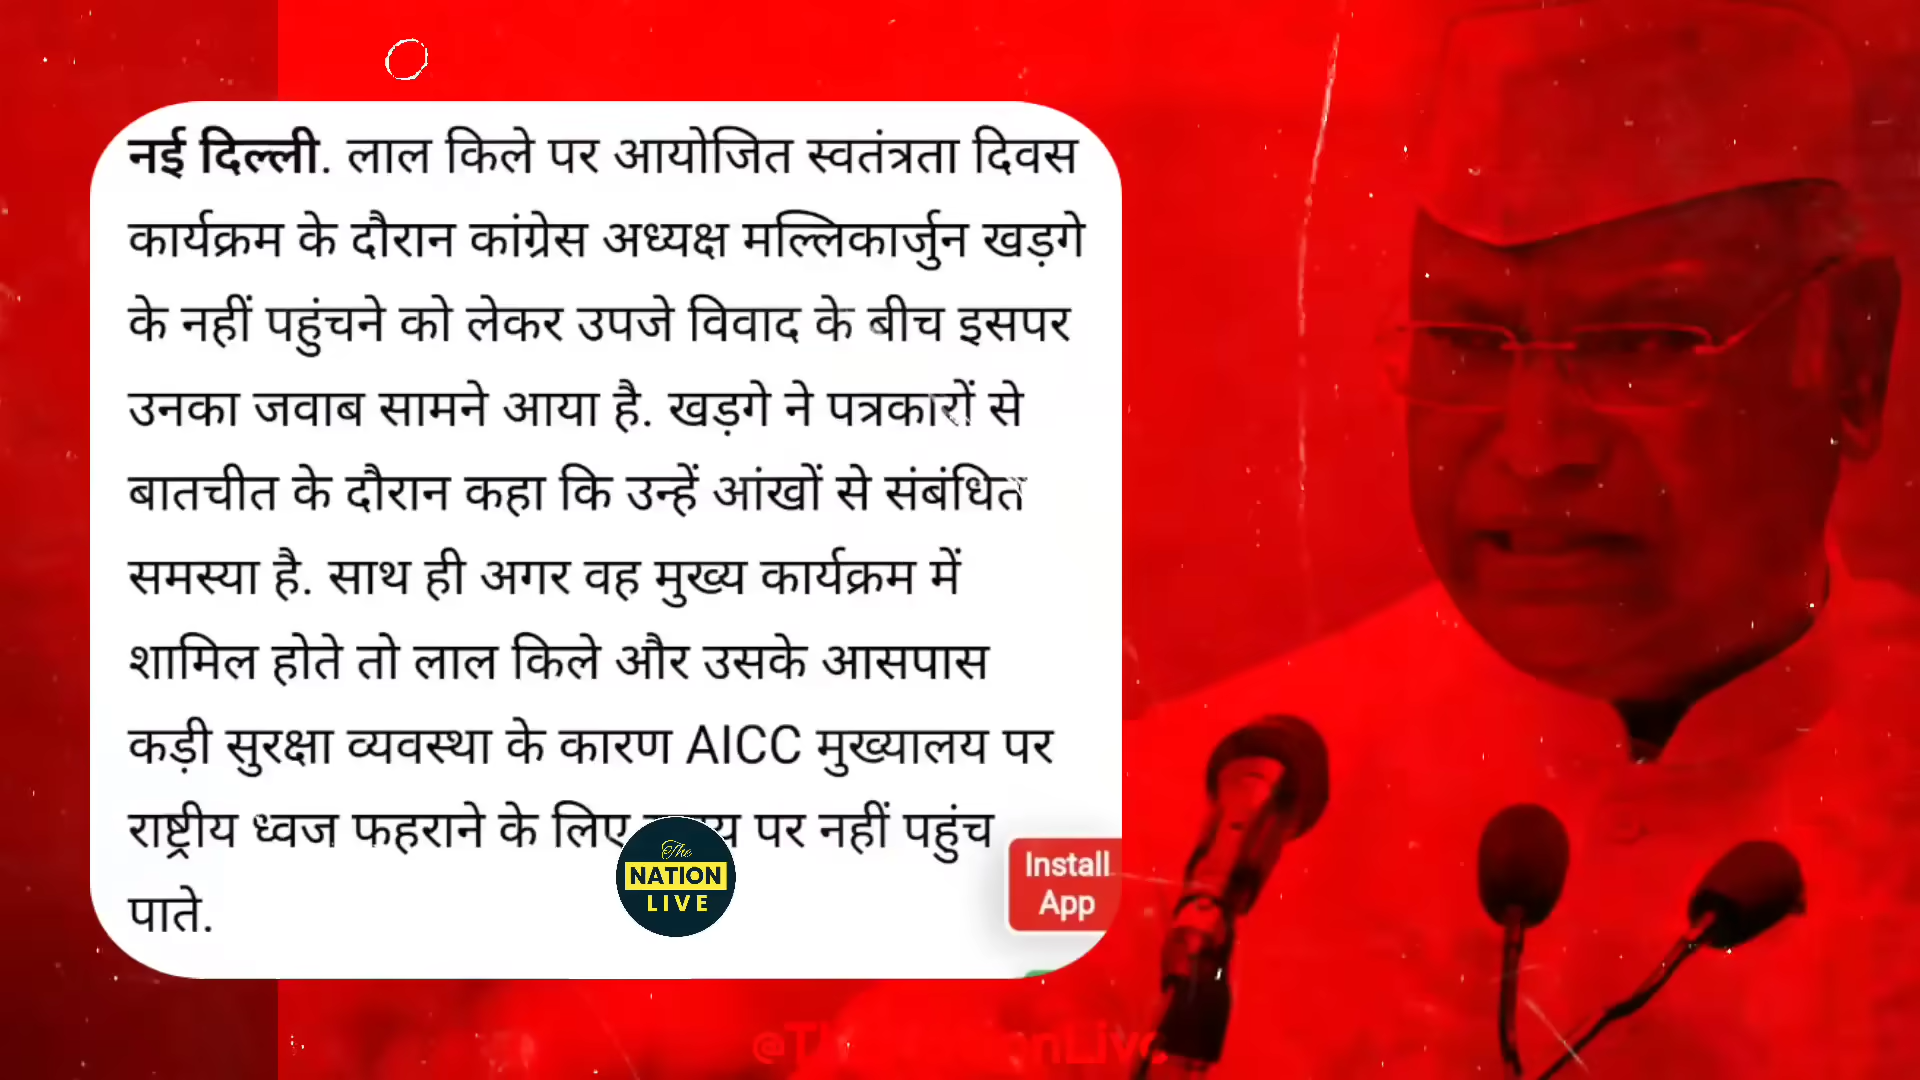 नई दिल्ली. लाल किले पर आयोजित स्वतंत्रता दिवस
कार्यक्रम के दौरान कांग्रेस अध्यक्ष मल्लिकार्जुन खड़गे
के नहीं पहुंचने को लेकर उपजे विवाद के बीच इसपर
उनका जवाब सामने आया है. खड़गे ने पत्रकारों से
बातचीत के दौरान कहा कि उन्हें आंखों से संबंधित
समस्या है. साथ ही अगर वह मुख्य कार्यक्रम में
शामिल होते तो लाल किले और उसके आसपास
कड़ी सुरक्षा व्यवस्था के कारण AICC मुख्यालय पर
राष्ट्रीय ध्वज फहराने के लिए पर नहीं पहुंच
पाते.
The
NATION
LIVE
Install
App